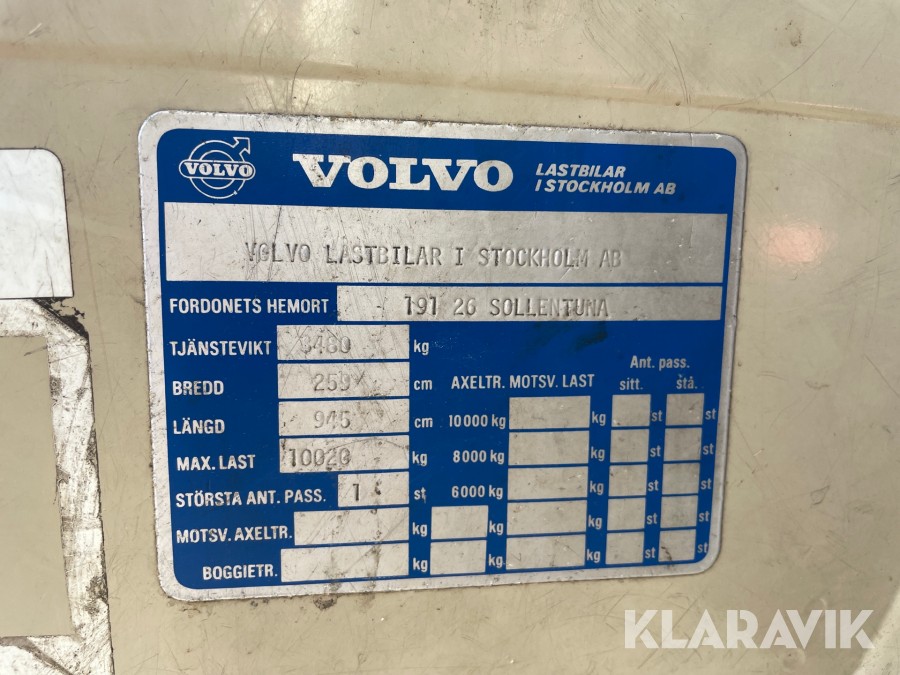 VOLVO
VOLVO LASTBILAR
I STOCKHOLM AB
VOLVO LASTBILAR I STOCKHOLM AB
FORDONETS HEMORT 191 26 SOLLENTUNA
TJÄNSTEVIKT kg
BREDD 259 cm
LÄNGD 945 cm
MAX. LAST 10020 kg
STÖRSTA ANT. PASS. 1 st
MOTSV. AXELTR. kg kg kg st st
BOGGIETR. kg kg kg st st
Ant. pass.
AXELTR. MOTSV. LAST sitt. stå.
10000 kg kg st st
8000 kg kg st st
6000 kg kg st st
KLARAVIK